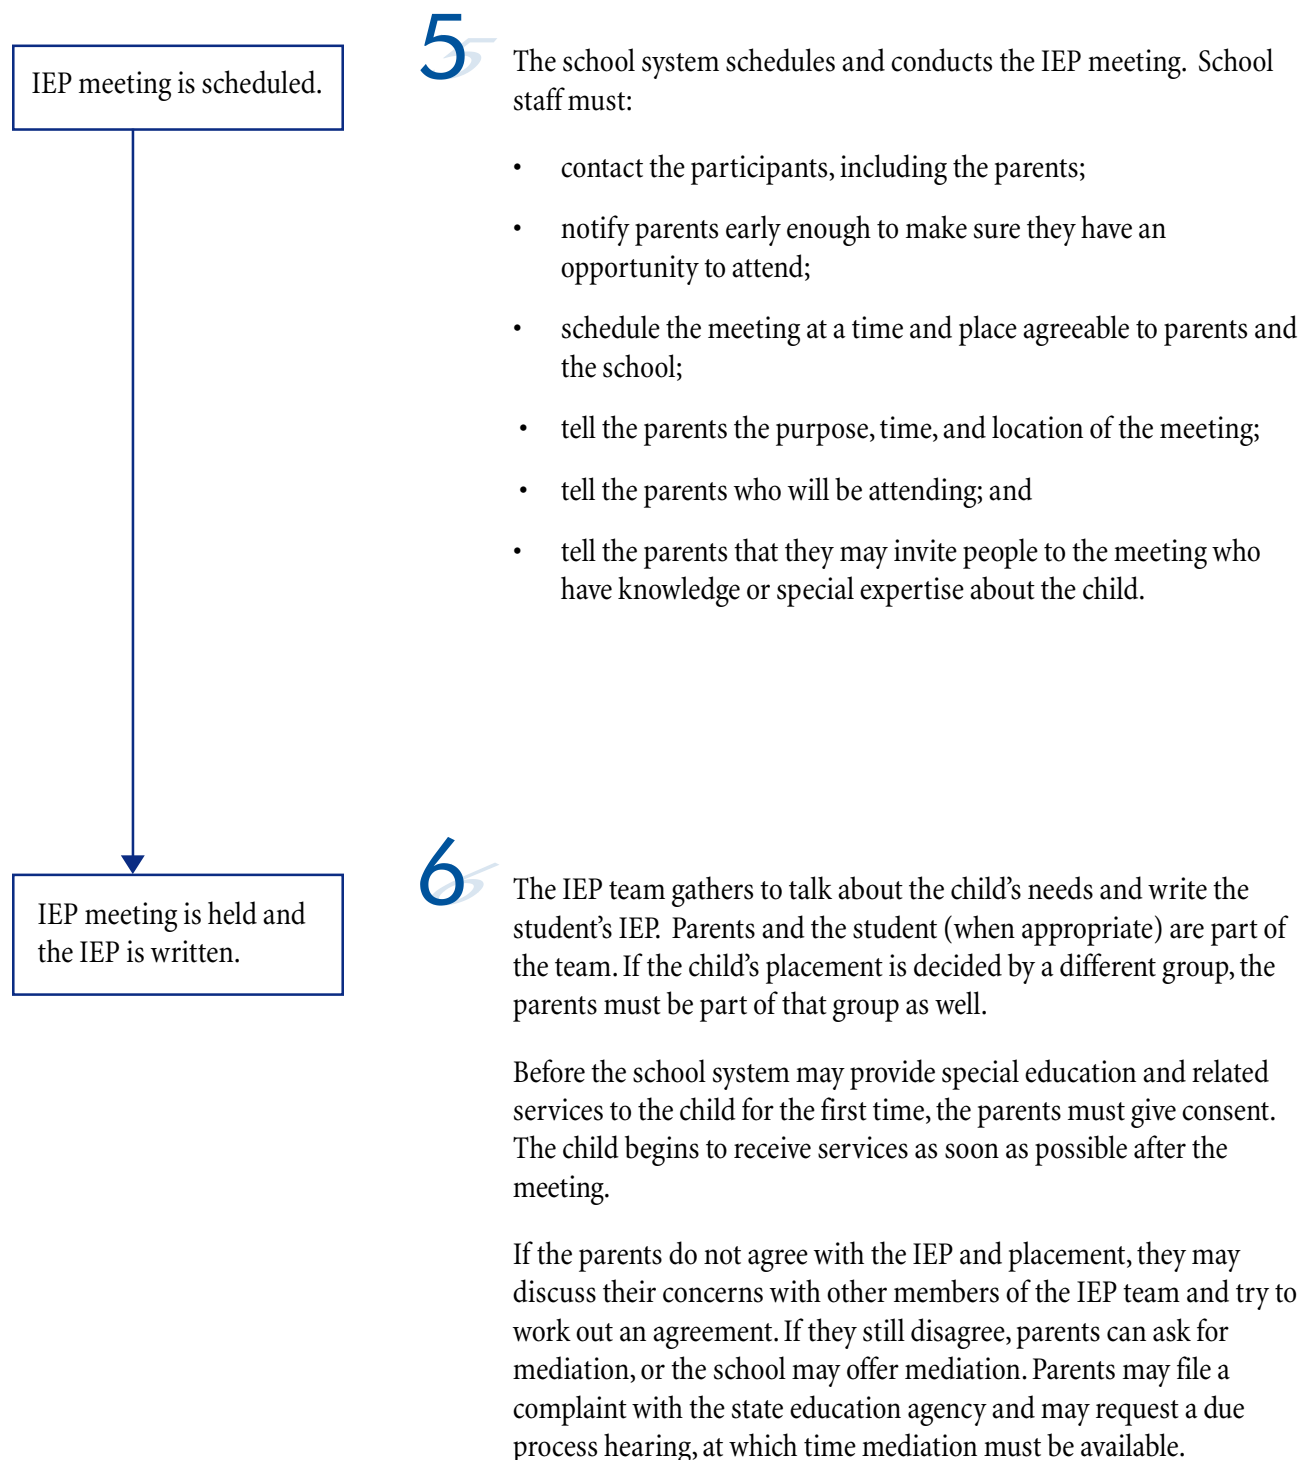 IEP meeting is scheduled.
5
The school system schedules and conducts the IEP meeting. School
staff must:
• contact the participants, including the parents;
• notify parents early enough to make sure they have an
opportunity to attend;
• schedule the meeting at a time and place agreeable to parents and
the school;
• tell the parents the purpose, time, and location of the meeting;
• tell the parents who will be attending; and
• tell the parents that they may invite people to the meeting who
have knowledge or special expertise about the child.
IEP meeting is held and
the IEP is written.
6
The IEP team gathers to talk about the child’s needs and write the
student’s IEP. Parents and the student (when appropriate) are part of
the team. If the child’s placement is decided by a different group, the
parents must be part of that group as well.
Before the school system may provide special education and related
services to the child for the first time, the parents must give consent.
The child begins to receive services as soon as possible after the
meeting.
If the parents do not agree with the IEP and placement, they may
discuss their concerns with other members of the IEP team and try to
work out an agreement. If they still disagree, parents can ask for
mediation, or the school may offer mediation. Parents may file a
complaint with the state education agency and may request a due
process hearing, at which time mediation must be available.